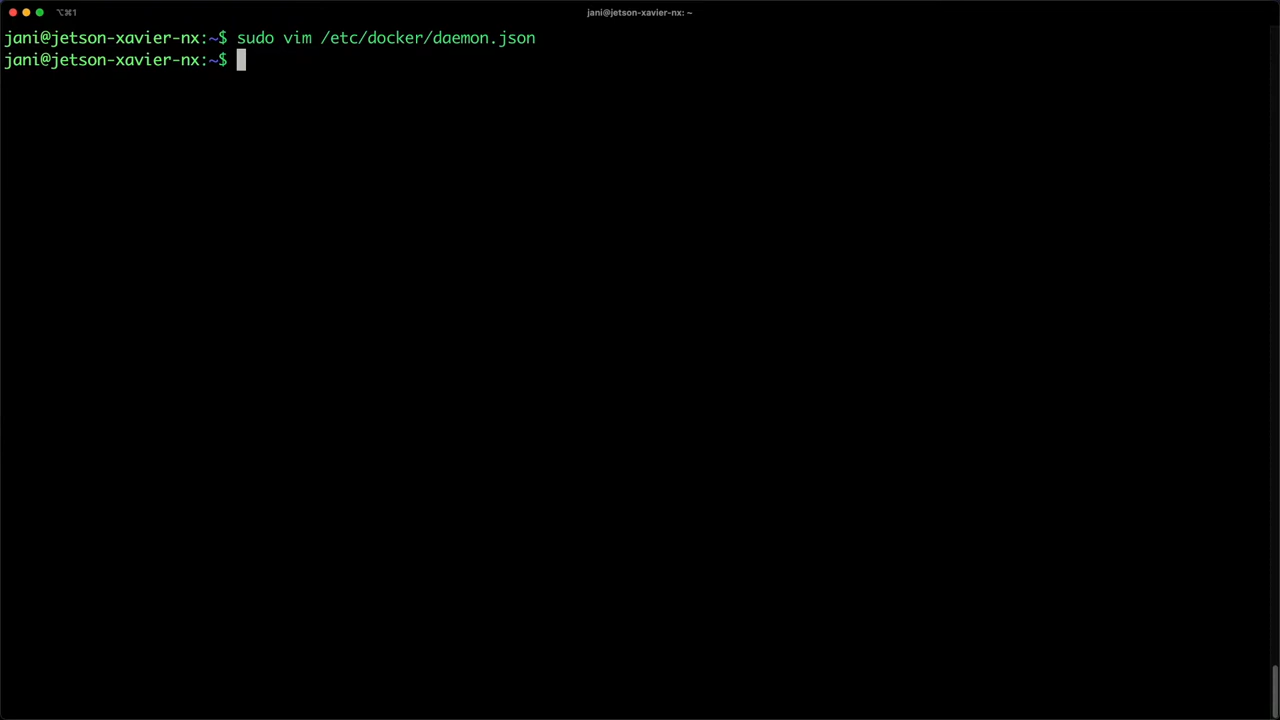 ⌥⌘1
jani@jetson-xavier-nx: ~
jani@jetson-xavier-nx:~$ sudo vim /etc/docker/daemon.json
jani@jetson-xavier-nx:~$